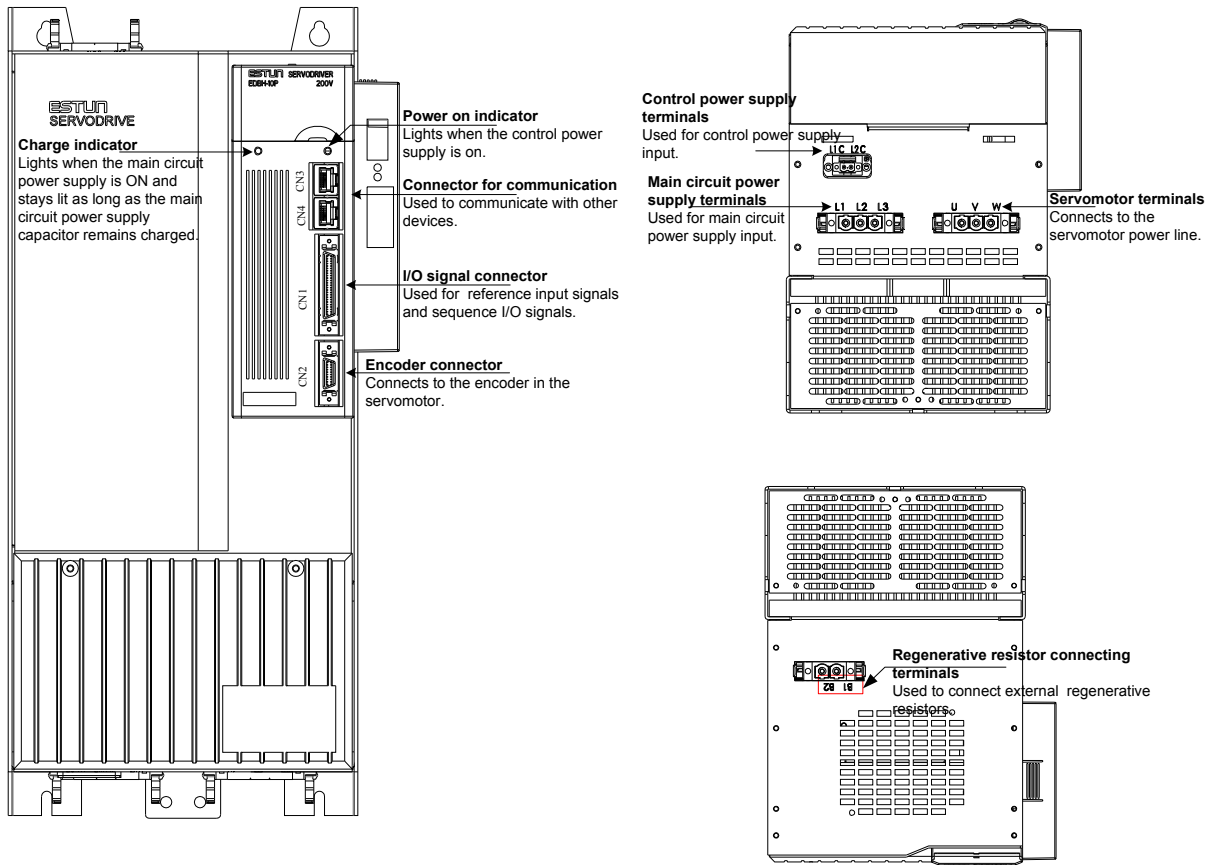 ESTUN
SERVODRIVE
ESTUN SERVODRIVER
EDBH-10P 200V
Charge indicator
Lights when the main circuit
power supply is ON and
stays lit as long as the main
circuit power supply
capacitor remains charged.
Power on indicator
Lights when the control power
supply is on.
CN3
CN4
Connector for communication
Used to communicate with other
devices.
CN1
I/O signal connector
Used for reference input signals
and sequence I/O signals.
CN2
Encoder connector
Connects to the encoder in the
servomotor.
Control power supply
terminals
Used for control power supply
input.
L1C L2C
Main circuit power
supply terminals
Used for main circuit
power supply input.
L1 L2 L3
U V W
Servomotor terminals
Connects to the
servomotor power line.
B2 B1
Regenerative resistor connecting
terminals
Used to connect external regenerative
resistors.